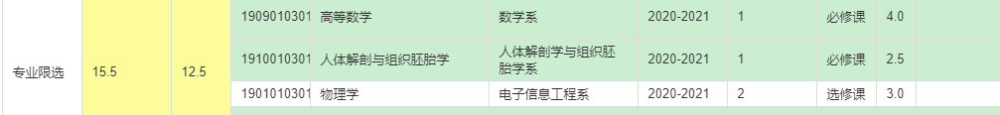 1909010301 高等数学 数学系 2020-2021 1 必修课 4.0
专业限选 15.5 12.5
1910010301 人体解剖与组织胚胎学 人体解剖学与组织胚
胎学系 2020-2021 1 必修课 2.5
1901010301 物理学 电子信息工程系 2020-2021 2 选修课 3.0